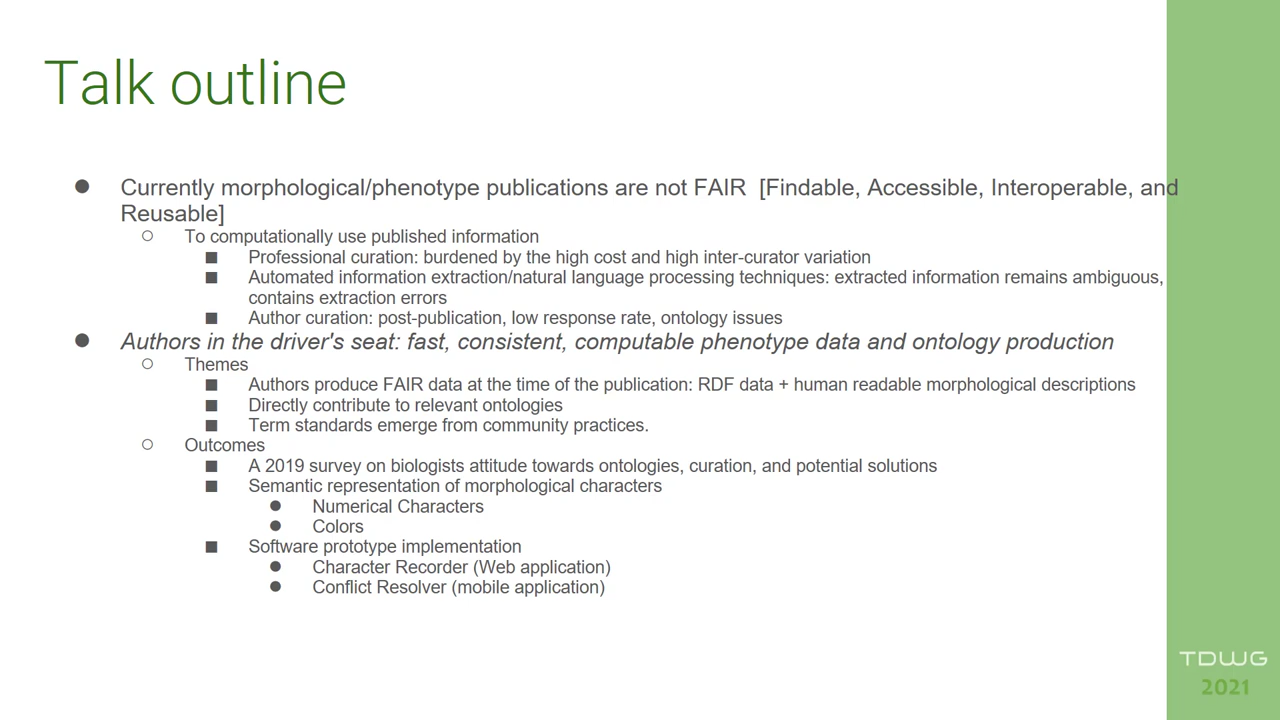 Talk outline
● Currently morphological/phenotype publications are not FAIR [Findable, Accessible, Interoperable, and
Reusable]
○ To computationally use published information
■ Professional curation: burdened by the high cost and high inter-curator variation
■ Automated information extraction/natural language processing techniques: extracted information remains ambiguous,
contains extraction errors
■ Author curation: post-publication, low response rate, ontology issues
● Authors in the driver's seat: fast, consistent, computable phenotype data and ontology production
○ Themes
■ Authors produce FAIR data at the time of the publication: RDF data + human readable morphological descriptions
■ Directly contribute to relevant ontologies
■ Term standards emerge from community practices.
○ Outcomes
■ A 2019 survey on biologists attitude towards ontologies, curation, and potential solutions
■ Semantic representation of morphological characters
● Numerical Characters
● Colors
■ Software prototype implementation
● Character Recorder (Web application)
● Conflict Resolver (mobile application)
TDWG
2021